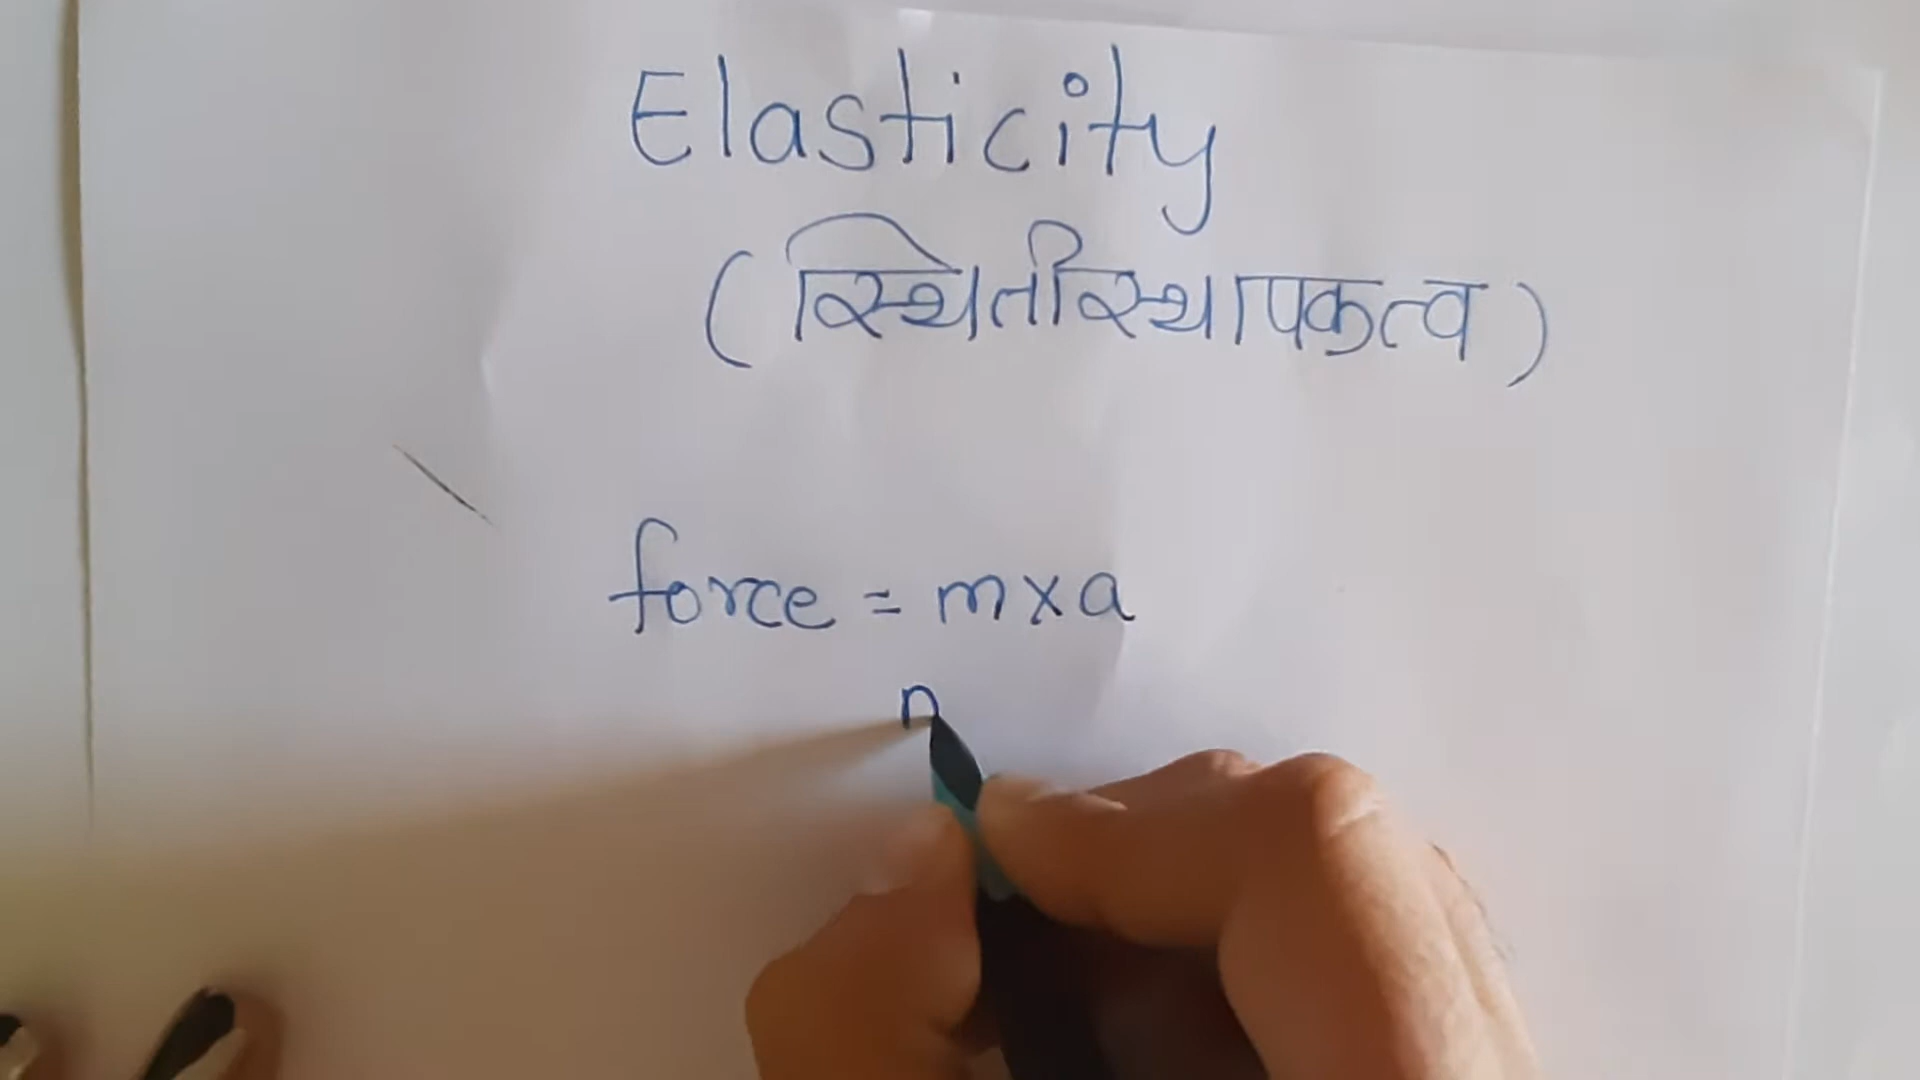 Elasticity
(स्थितीस्थापकत्व)
force = m x a
n